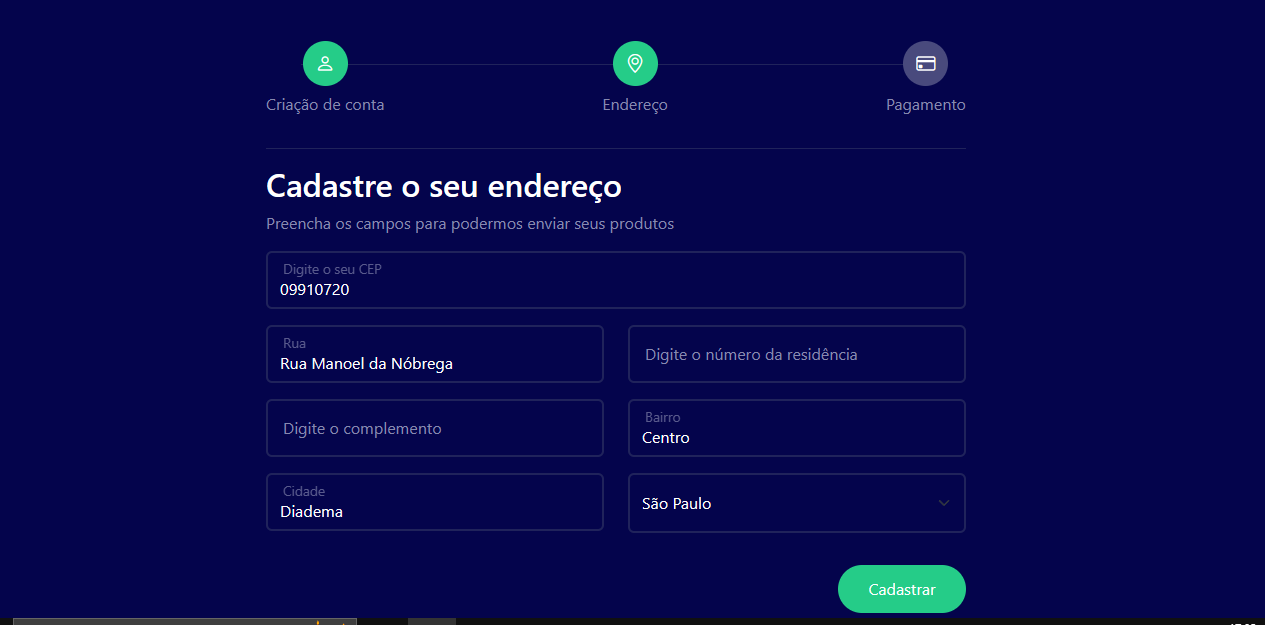 Criação de conta
Endereço
Pagamento
Cadastre o seu endereço
Preencha os campos para podermos enviar seus produtos
Digite o seu CEP
09910720
Rua
Rua Manoel da Nóbrega
Digite o número da residência
Digite o complemento
Bairro
Centro
Cidade
Diadema
São Paulo
Cadastrar